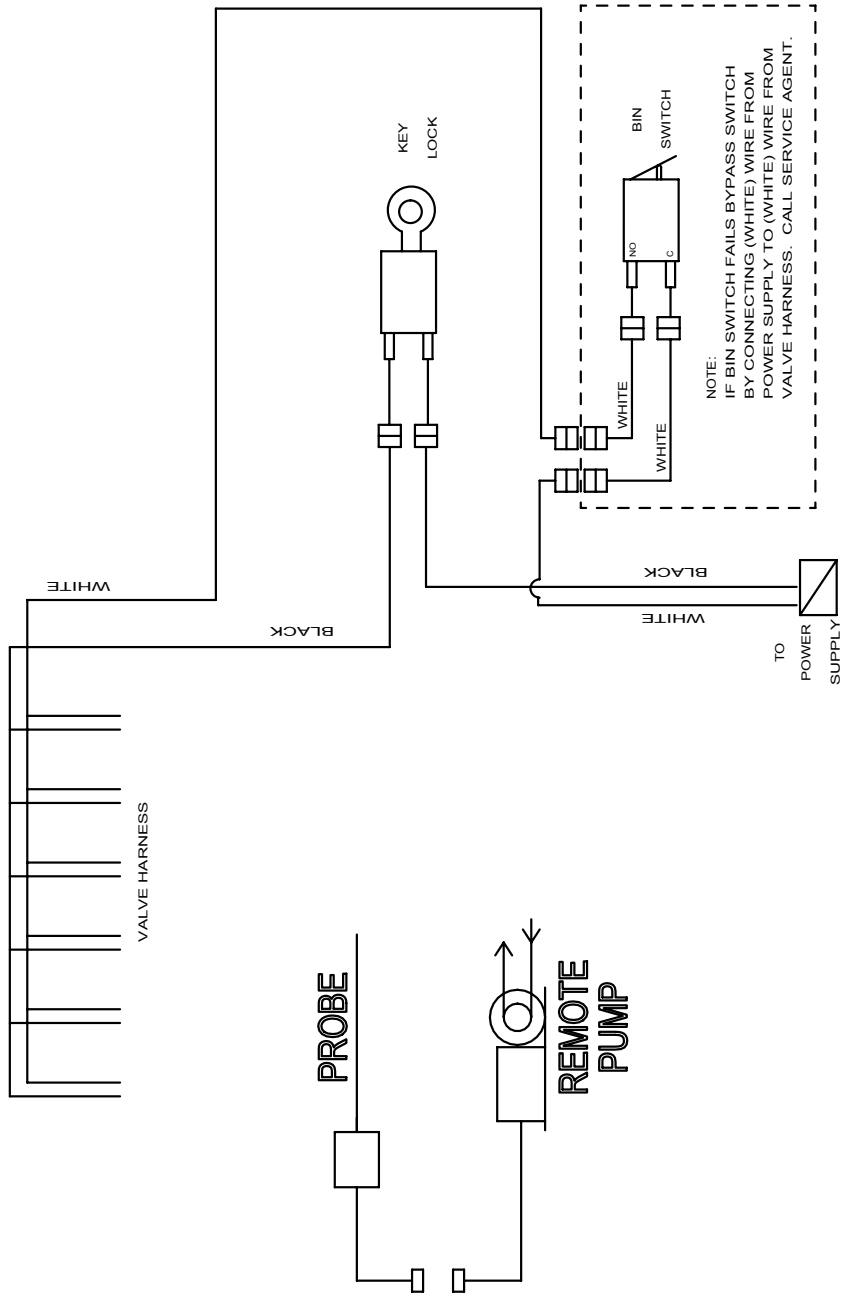 WHITE
BLACK
VALVE HARNESS
KEY
LOCK
BIN
SWITCH
NO
C
WHITE
WHITE
NOTE:
IF BIN SWITCH FAILS BYPASS SWITCH
BY CONNECTING (WHITE) WIRE FROM
POWER SUPPLY TO (WHITE) WIRE FROM
VALVE HARNESS. CALL SERVICE AGENT.
BLACK
WHITE
TO
POWER
SUPPLY
PROBE
REMOTE
PUMP